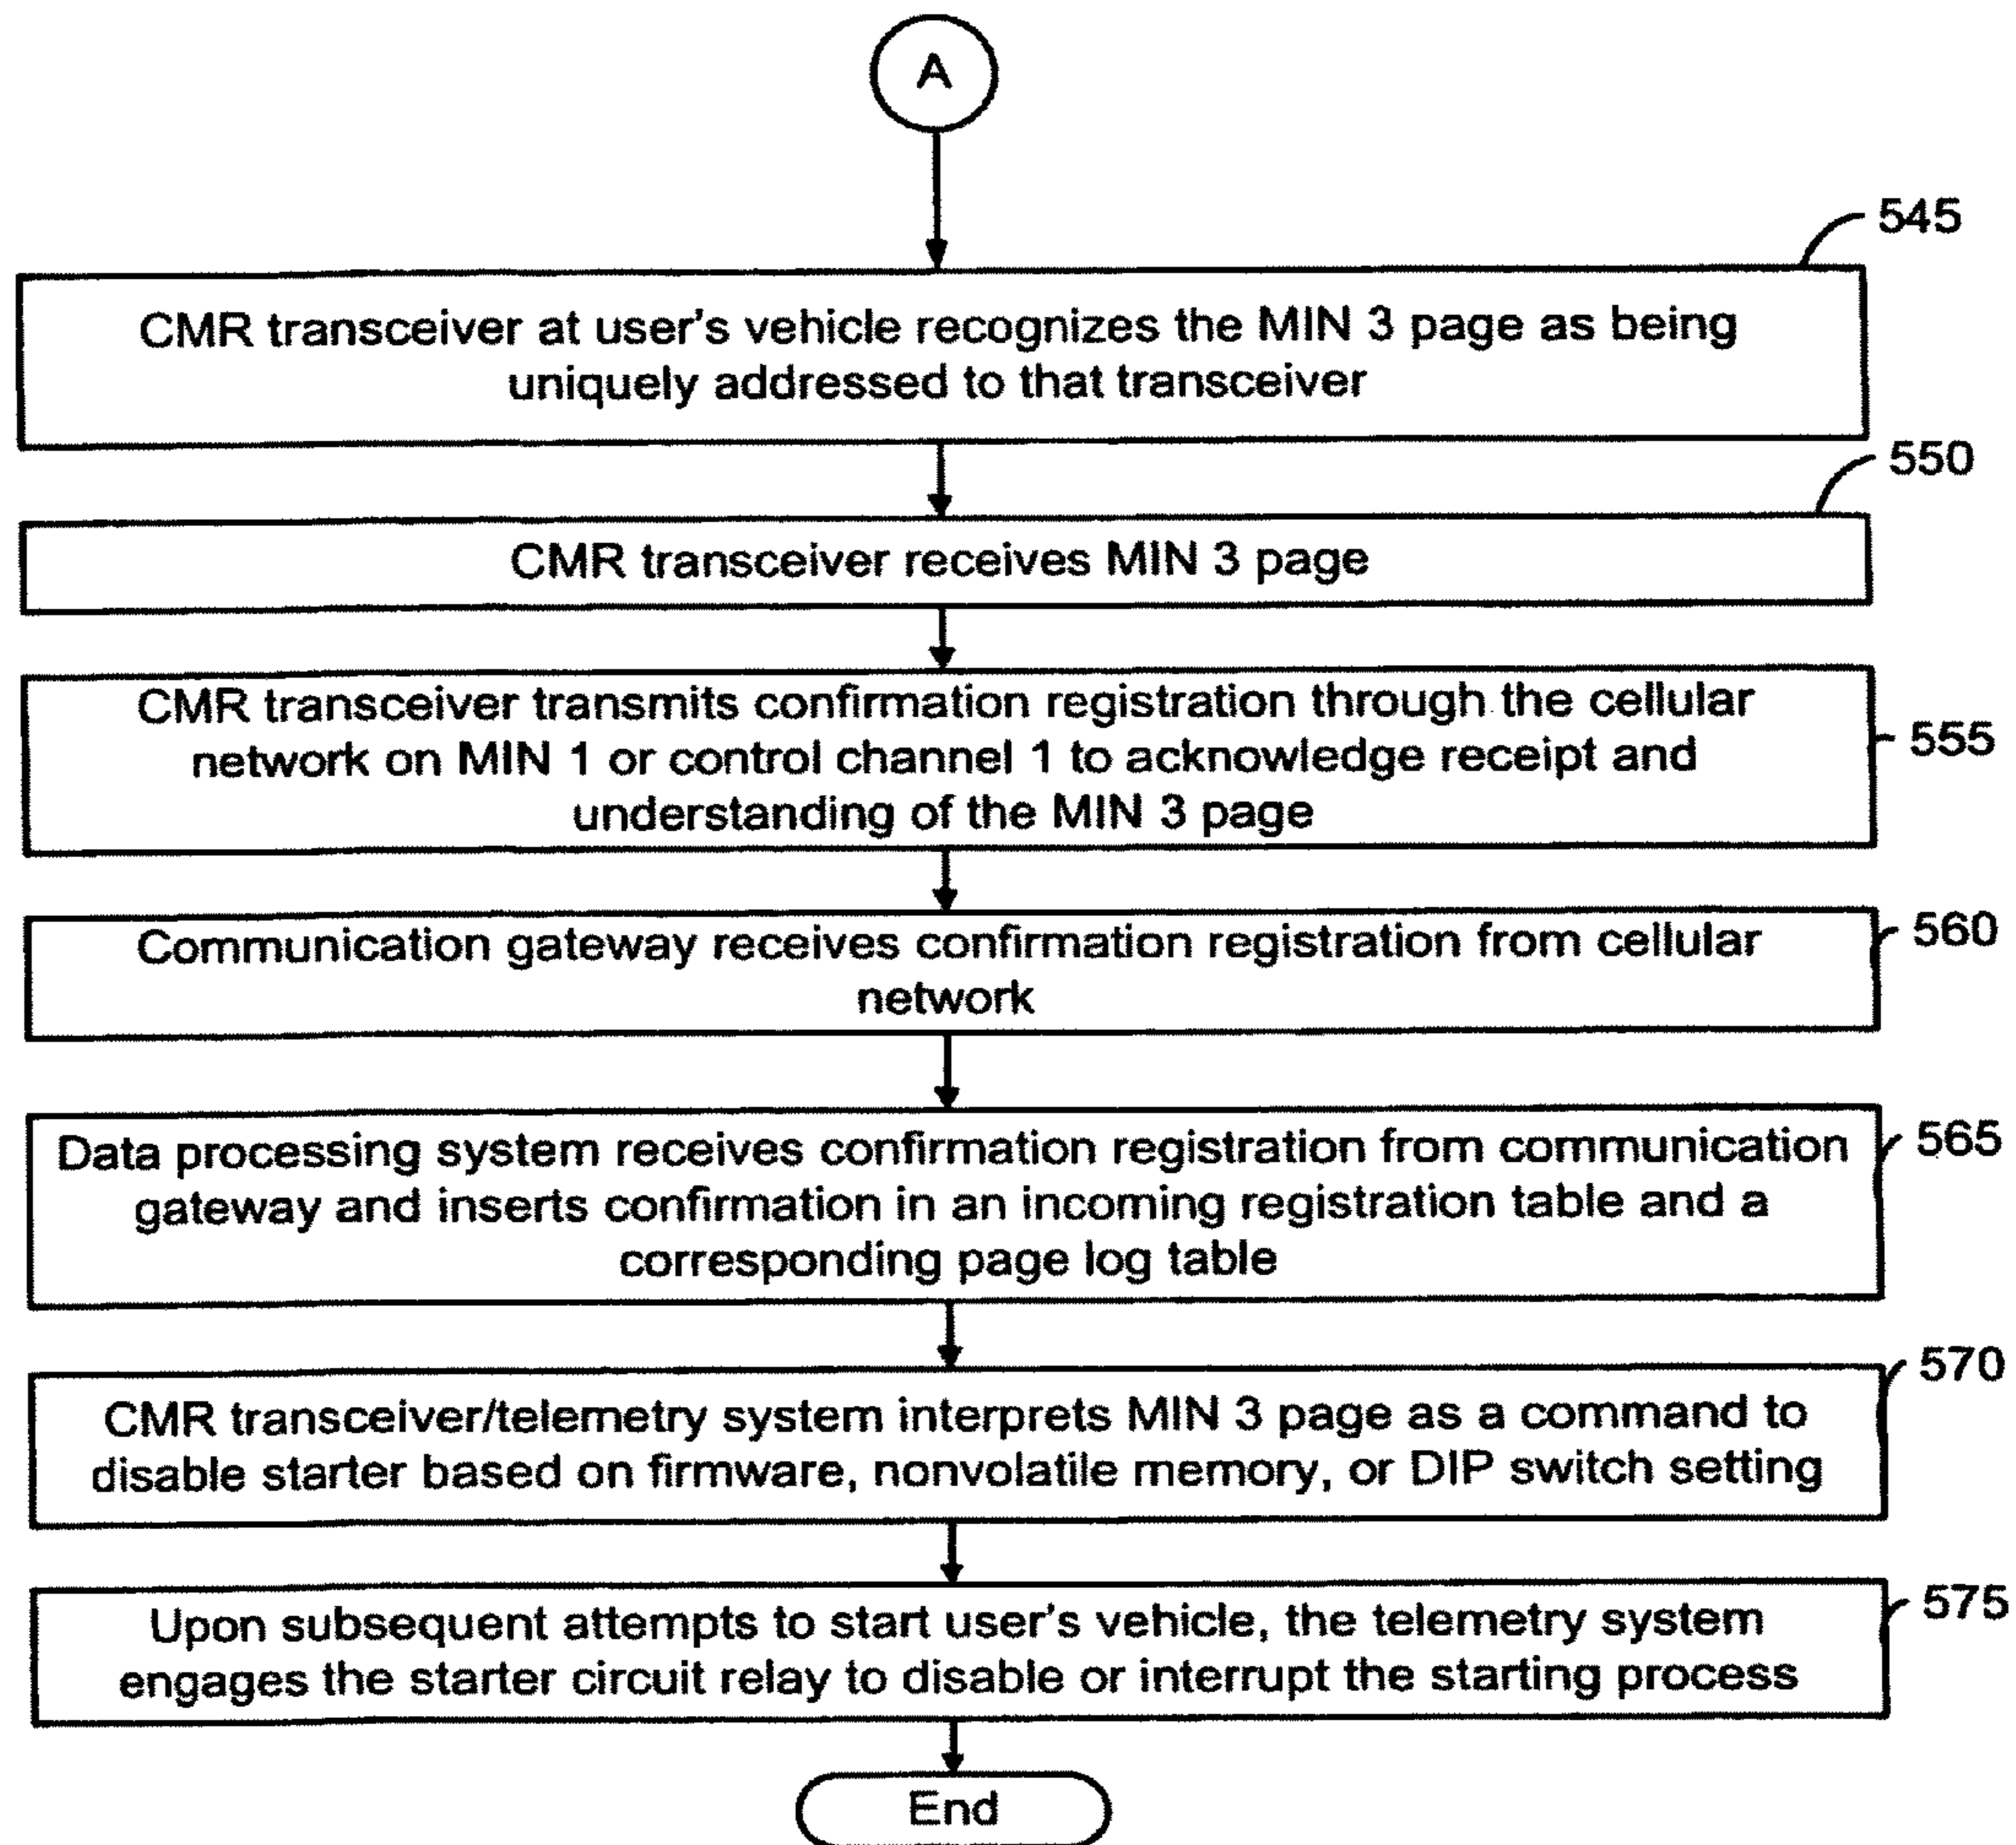 A
545
CMR transceiver at user's vehicle recognizes the MIN 3 page as being
uniquely addressed to that transceiver
550
CMR transceiver receives MIN 3 page
CMR transceiver transmits confirmation registration through the cellular
network on MIN 1 or control channel 1 to acknowledge receipt and
understanding of the MIN 3 page
555
Communication gateway receives confirmation registration from cellular
network
560
Data processing system receives confirmation registration from communication
gateway and inserts confirmation in an incoming registration table and a
corresponding page log table
565
570
CMR transceiver/telemetry system interprets MIN 3 page as a command to
disable starter based on firmware, nonvolatile memory, or DIP switch setting
Upon subsequent attempts to start user's vehicle, the telemetry system
engages the starter circuit relay to disable or interrupt the starting process
575
End